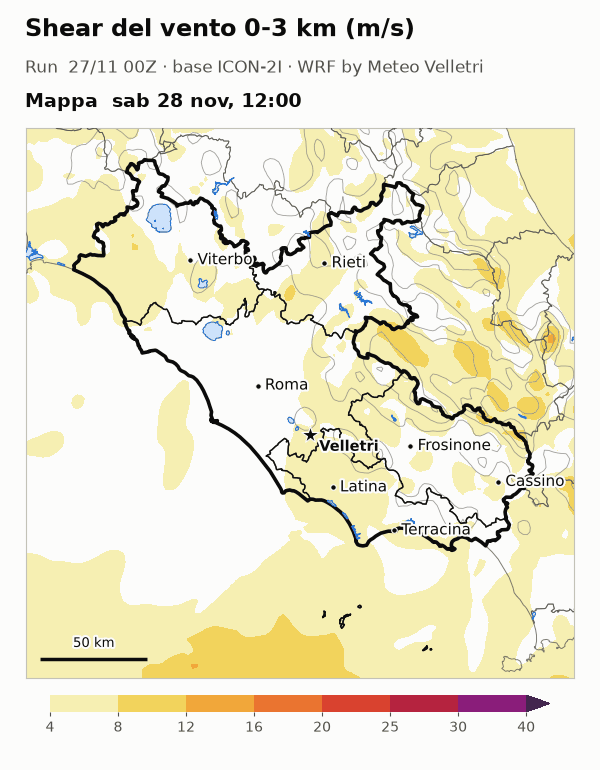 Shear del vento 0-3 km (m/s)
Run  27/11 00Z · base ICON-2I · WRF by Meteo Velletri
Mappa  sab 28 nov, 12:00
Viterbo
Rieti
Roma
Velletri
Frosinone
Cassino
Latina
Terracina
50 km
4 8 12 16 20 25 30 40